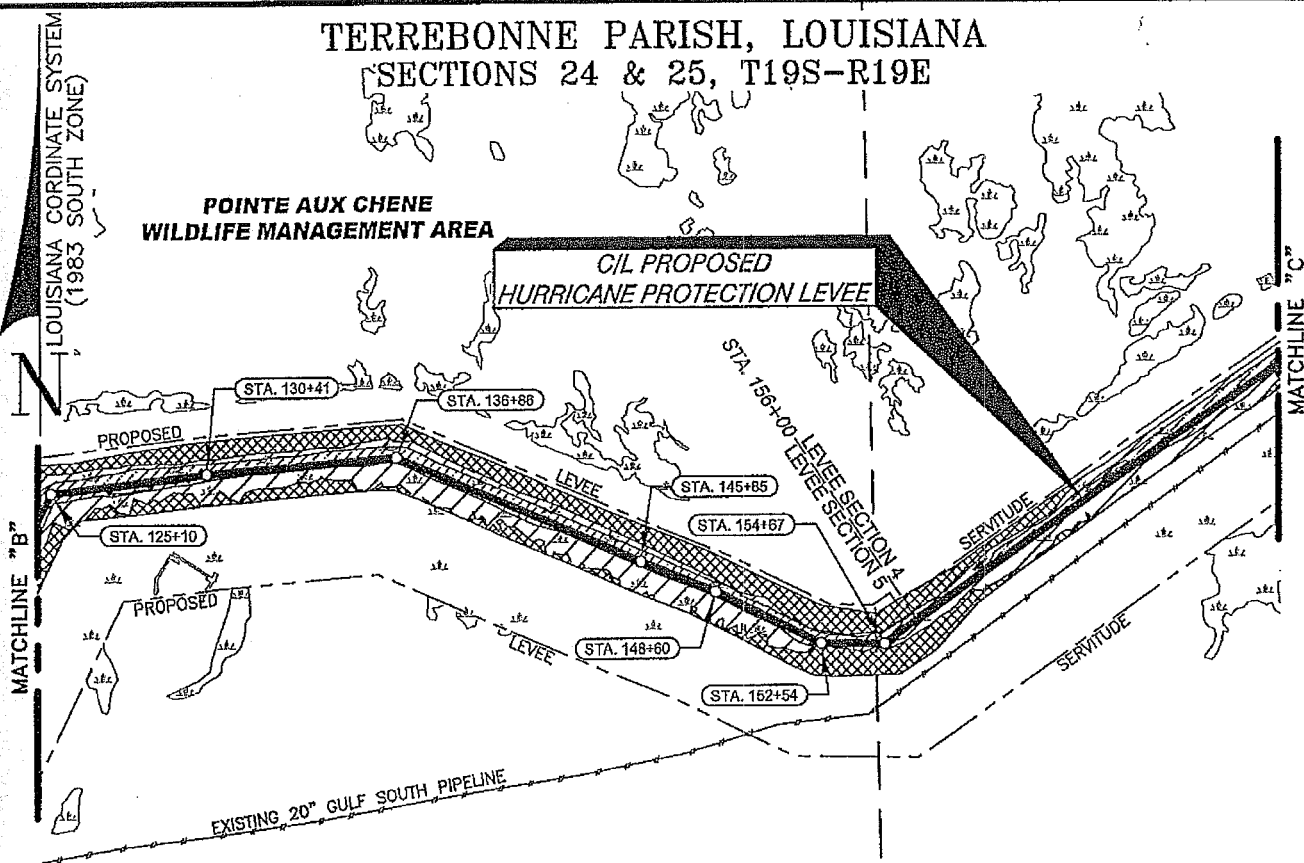 TERREBONNE PARISH, LOUISIANA
SECTIONS 24 & 25, T19S-R19E
LOUISIANA CORDINATE SYSTEM
(1983 SOUTH ZONE)
POINTE AUX CHENE
WILDLIFE MANAGEMENT AREA
C/L PROPOSED
HURRICANE PROTECTION LEVEE
MATCHLINE "C"
STA. 130+41
STA. 136+86
PROPOSED
LEVEE
STA. 145+85
STA. 154+67
STA. 156+00
LEVEE SECTION 4
LEVEE SECTION 5
SERVITUDE
STA. 125+10
MATCHLINE "B"
PROPOSED
LEVEE
STA. 148+60
STA. 152+54
SERVITUDE
EXISTING 20" GULF SOUTH PIPELINE
N